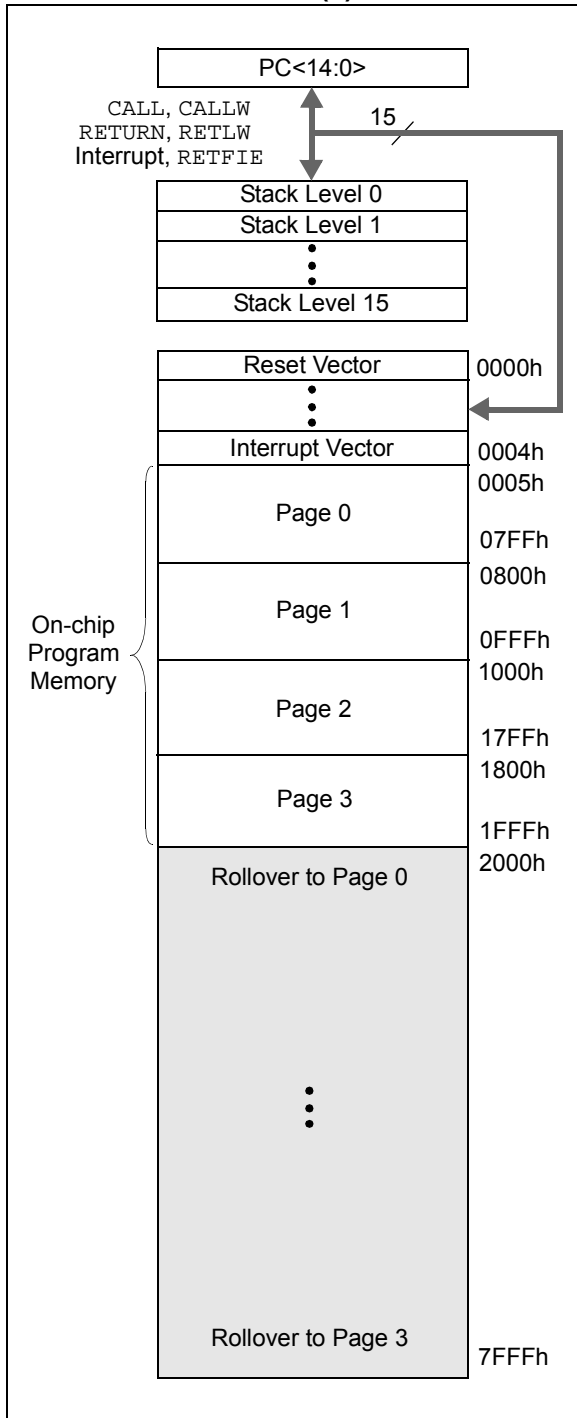 PC<14:0>
CALL, CALLW
RETURN, RETLW
Interrupt, RETFIE
15
Stack Level 0
Stack Level 1
Stack Level 15
Reset Vector
0000h
Interrupt Vector
0004h
0005h
Page 0
07FFh
0800h
Page 1
0FFFh
On-chip
Program
Memory
1000h
Page 2
17FFh
1800h
Page 3
1FFFh
2000h
Rollover to Page 0
Rollover to Page 3
7FFFh